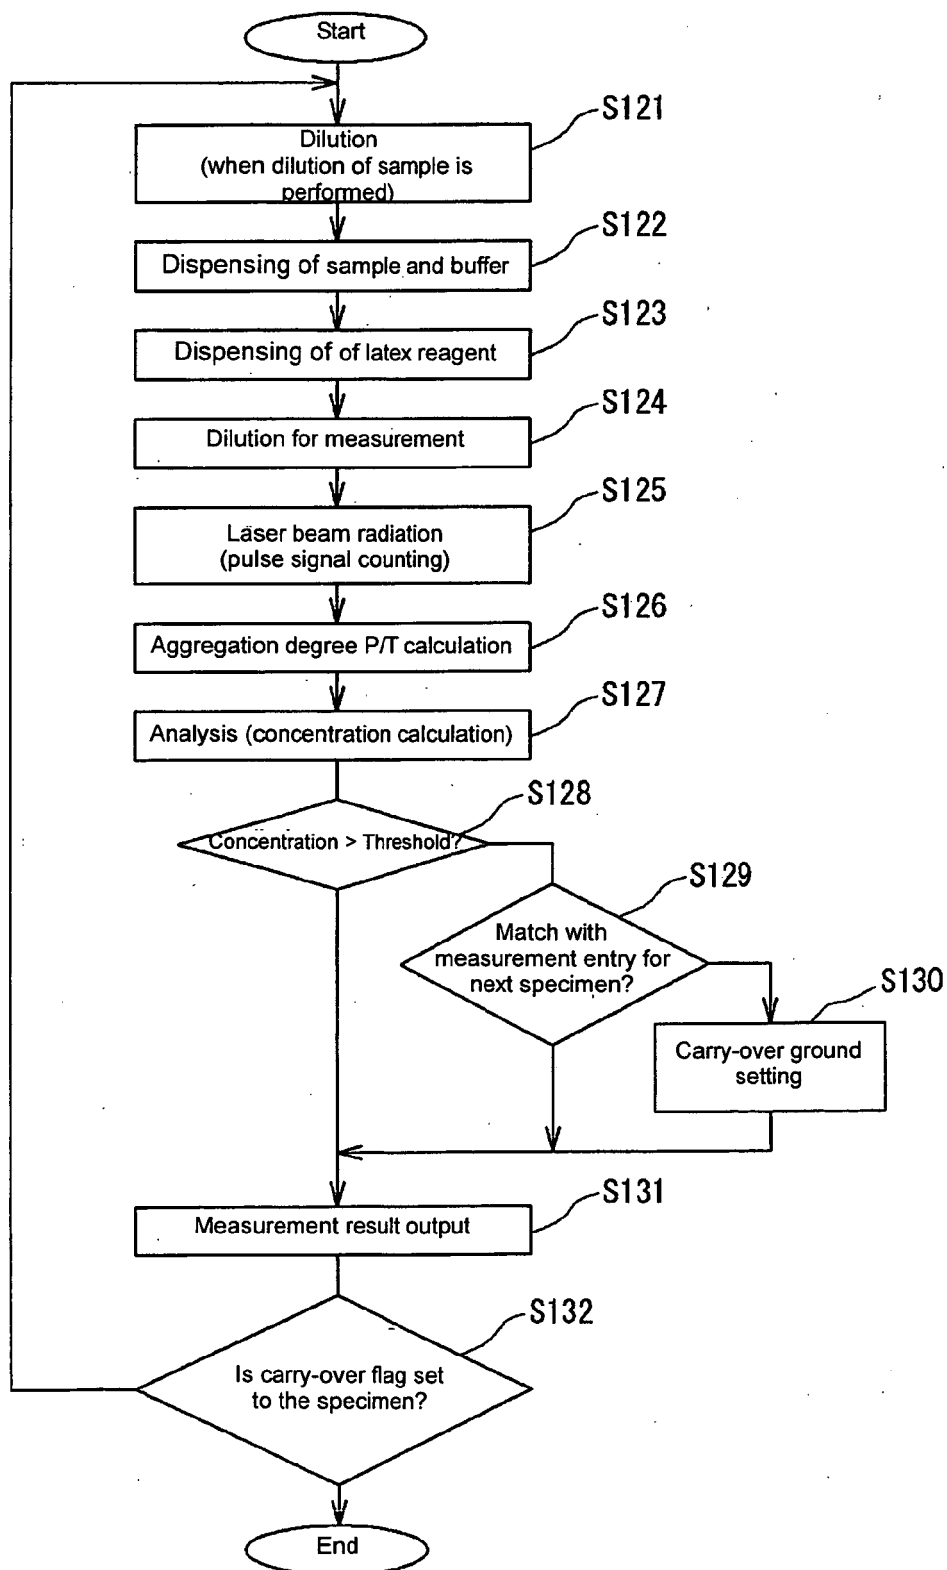 Start
S121
Dilution
(when dilution of sample is
performed)
S122
Dispensing of sample and buffer
S123
Dispensing of of latex reagent
S124
Dilution for measurement
S125
Laser beam radiation
(pulse signal counting)
S126
Aggregation degree P/T calculation
S127
Analysis (concentration calculation)
S128
Concentration > Threshold?
S129
Match with
measurement entry for
next specimen?
S130
Carry-over ground
setting
S131
Measurement result output
S132
Is carry-over flag set
to the specimen?
End